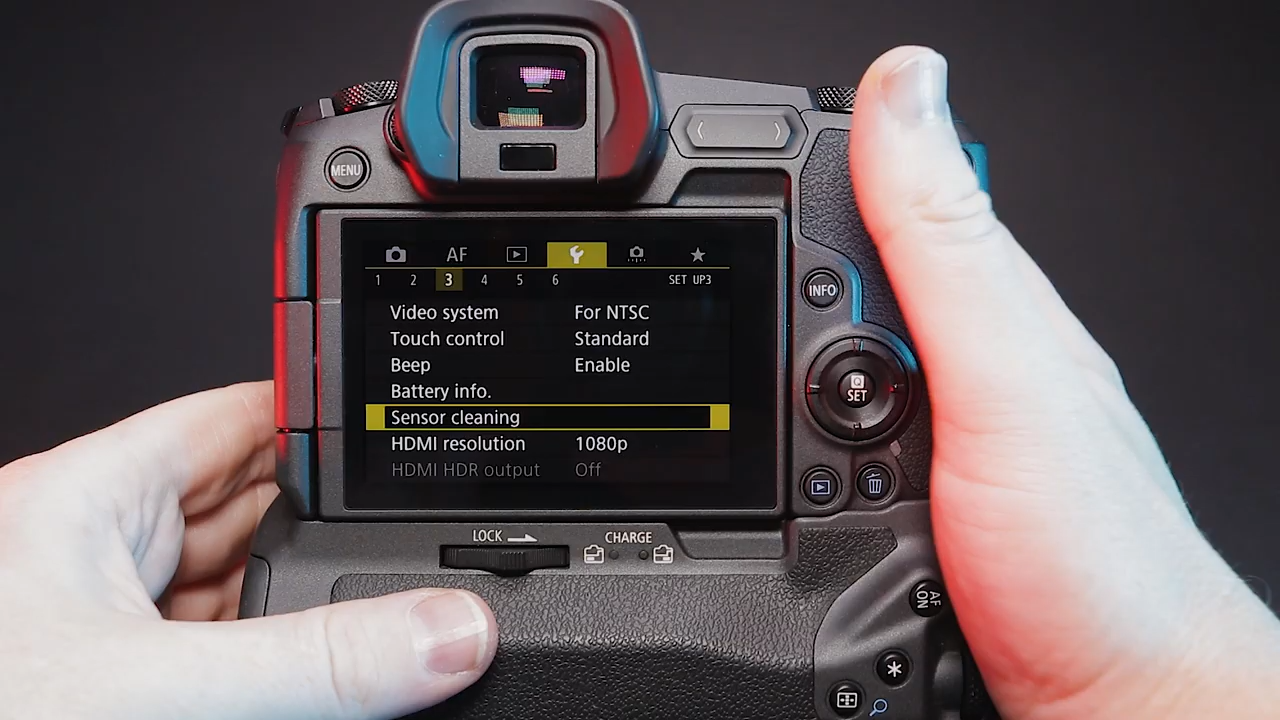 MENU
AF
1 2 3 4 5 6 SET UP3
Video system For NTSC
Touch control Standard
Beep Enable
Battery info.
Sensor cleaning
HDMI resolution 1080p
HDMI HDR output Off
INFO
Q
SET
LOCK CHARGE
AF
ON